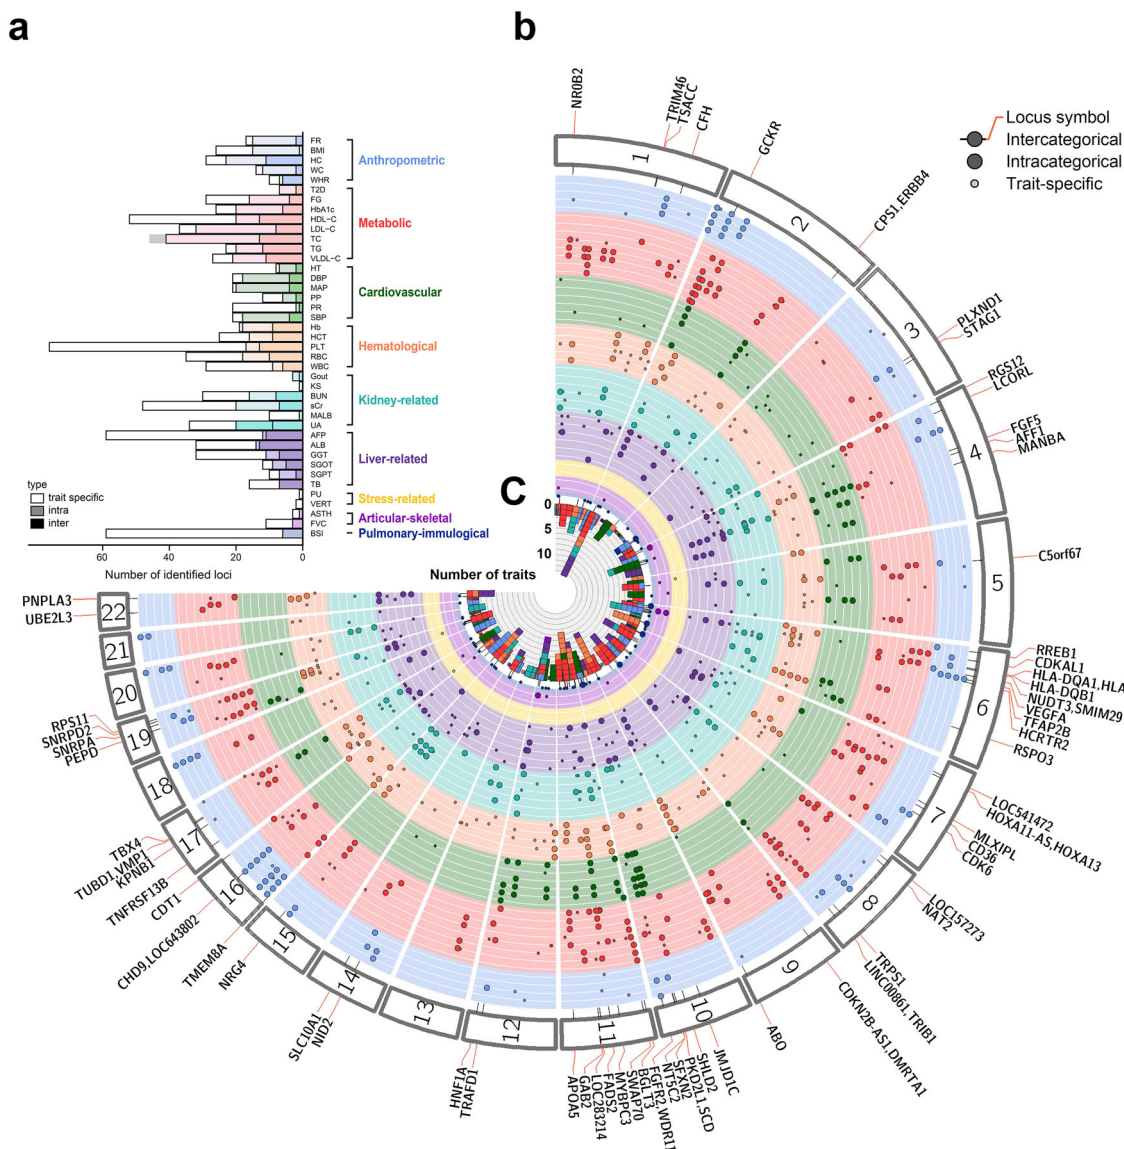 a
b
FR
BMI
HC
WC
WHR
Anthropometric
T2D
FG
HbA1c
HDL-C
LDL-C
TC
TG
VLDL-C
Metabolic
HT
DBP
MAP
PP
PR
SBP
Cardiovascular
Hb
HCT
PLT
RBC
WBC
Hematological
Gout
KS
BUN
sCr
MALB
UA
Kidney-related
AFP
ALB
GGT
SGOT
SGPT
TB
Liver-related
PU
VERT
Stress-related
ASTH
FVC
Articular-skeletal
BSI
Pulmonary-immulogical
type
trait specific
intra
inter
60
40
20
0
Number of identified loci
Locus symbol
Intercategorical
Intracategorical
Trait-specific
C
0
5
10
Number of traits
1
2
3
4
5
6
7
8
9
10
11
12
13
14
15
16
17
18
19
20
21
22
NR0B2
TRIM46
TSACC
CFH
GCKR
CPS1,ERBB4
PLXND1
STAG1
RGS12
LCORL
FGF5
AFF1
MANBA
C5orf67
RREB1
CDKAL1
HLA-DQA1,HLA
HLA-DQB1
NUDT3,SMIM29
VEGFA
TFAP2B
HCRTR2
RSPO3
LOC541472
HOXA11-AS,HOXA13
MLXIPL
CD36
CDK6
LOC157273
NAT2
TRPS1
LINC00861,TRIB1
CDKN2B-AS1,DMRTA1
ABO
JMJD1C
SHLD2
PKD2L1,SCD
SFXN2
NT5C2
FGFR2,WDR11
BGLT3
SWAP70
MYBPC3
FADS2
LOC283214
GAB2
APOA5
TRAFD1
HNF1A
NID2
SLC10A1
NRG4
TMEM8A
CHD9,LOC643802
CDT1
TNFRSF13B
KPNB1
TUBD1,VMP1
TBX4
PEPD
SNRPA
SNRPD2
RPS11
UBE2L3
PNPLA3